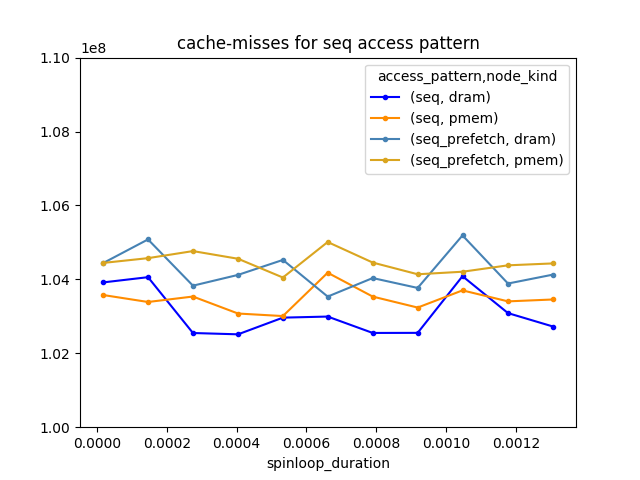 cache-misses for seq access pattern
1e8
1.10
1.08
1.06
1.04
1.02
1.00
access_pattern,node_kind
(seq, dram)
(seq, pmem)
(seq_prefetch, dram)
(seq_prefetch, pmem)
0.0000 0.0002 0.0004 0.0006 0.0008 0.0010 0.0012
spinloop_duration